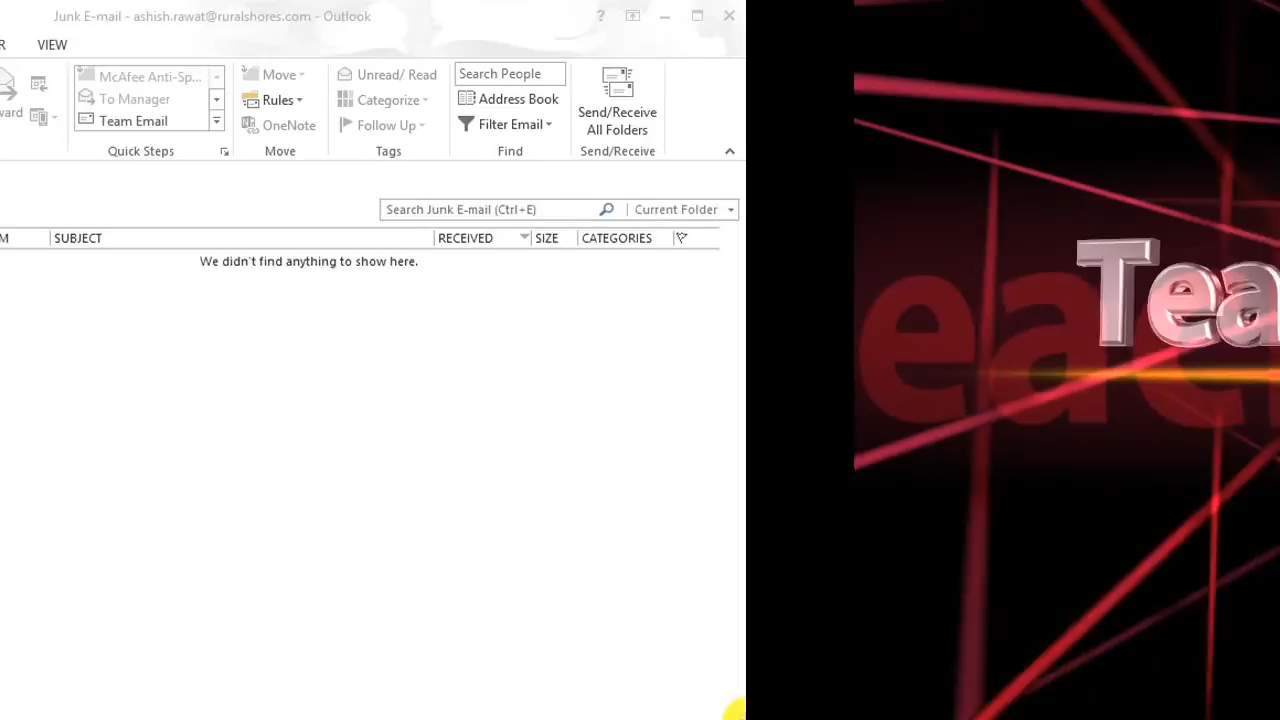 Junk E-mail - ashish.rawat@ruralshores.com - Outlook
?
R VIEW
ward
McAfee Anti-Sp...
To Manager
Team Email
Quick Steps
Move
Rules
OneNote
Move
Unread/ Read
Categorize
Follow Up
Tags
Search People
Address Book
Filter Email
Find
Send/Receive
All Folders
Send/Receive
Search Junk E-mail (Ctrl+E)
Current Folder
M SUBJECT RECEIVED SIZE CATEGORIES
We didn't find anything to show here.
Tea
eac